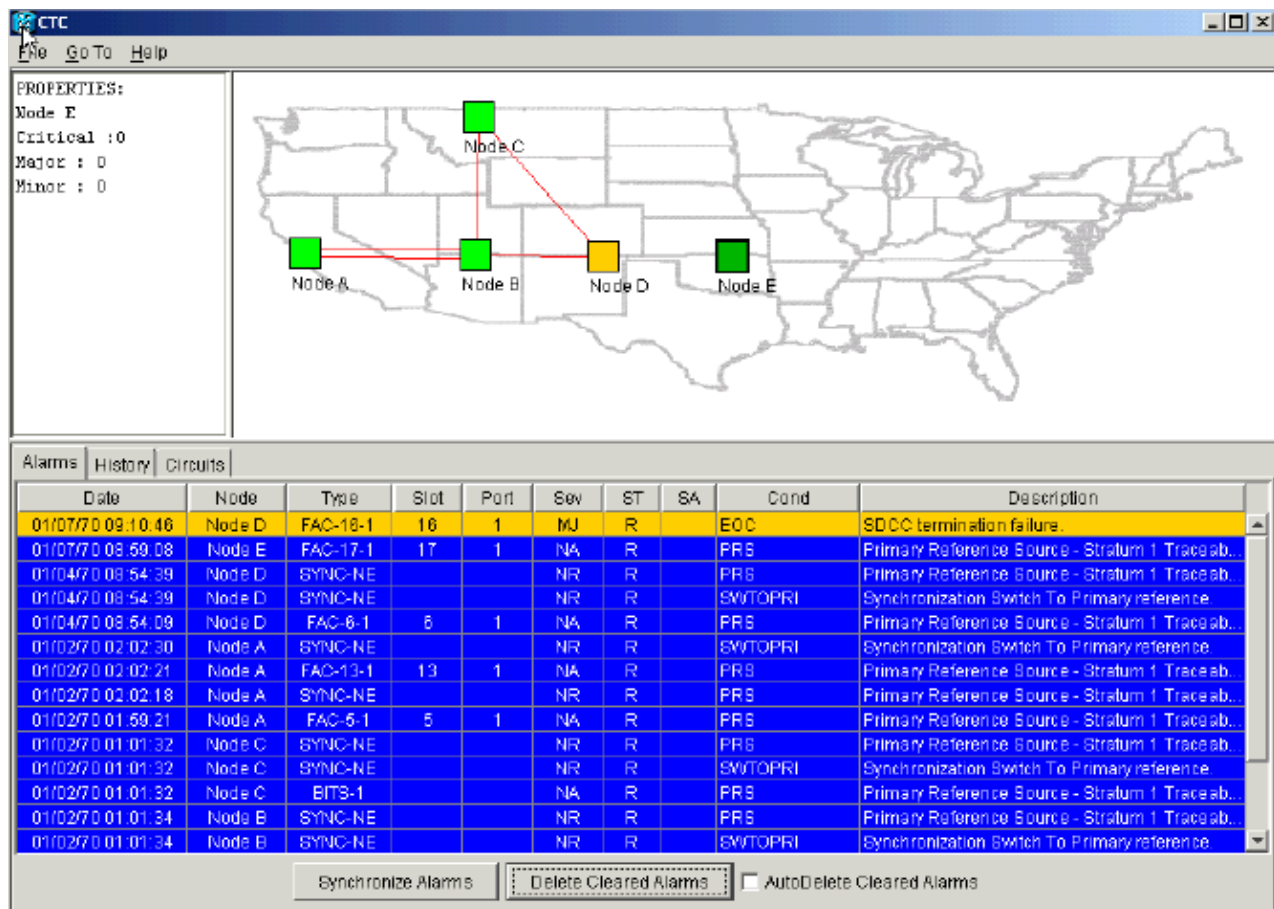 CTC
File Go To Help
PROPERTIES:
Node E
Critical :0
Major : 0
Minor : 0
Node C
Node A
Node B
Node D
Node E
Alarms History Circuits
Date Node Type Slot Port Sev ST SA Cond Description
01/07/70 09:10:46 Node D FAC-16-1 16 1 MJ R EOC SDCC termination failure.
01/07/70 08:59:08 Node E FAC-17-1 17 1 NA R PRS Primary Reference Source - Stratum 1 Traceab...
01/04/70 08:54:39 Node D SYNC-NE NR R PRS Primary Reference Source - Stratum 1 Traceab...
01/04/70 08:54:39 Node D SYNC-NE NR R SWTOPRI Synchronization Switch To Primary reference.
01/04/70 08:54:09 Node D FAC-6-1 6 1 NA R PRS Primary Reference Source - Stratum 1 Traceab...
01/02/70 02:02:30 Node A SYNC-NE NR R SWTOPRI Synchronization Switch To Primary reference.
01/02/70 02:02:21 Node A FAC-13-1 13 1 NA R PRS Primary Reference Source - Stratum 1 Traceab...
01/02/70 02:02:18 Node A SYNC-NE NR R PRS Primary Reference Source - Stratum 1 Traceab...
01/02/70 01:59:21 Node A FAC-5-1 5 1 NA R PRS Primary Reference Source - Stratum 1 Traceab...
01/02/70 01:01:32 Node C SYNC-NE NR R PRS Primary Reference Source - Stratum 1 Traceab...
01/02/70 01:01:32 Node C SYNC-NE NR R SWTOPRI Synchronization Switch To Primary reference.
01/02/70 01:01:32 Node C BITS-1 NA R PRS Primary Reference Source - Stratum 1 Traceab...
01/02/70 01:01:34 Node B SYNC-NE NR R PRS Primary Reference Source - Stratum 1 Traceab...
01/02/70 01:01:34 Node B SYNC-NE NR R SWTOPRI Synchronization Switch To Primary reference.
Synchronize Alarms Delete Cleared Alarms AutoDelete Cleared Alarms